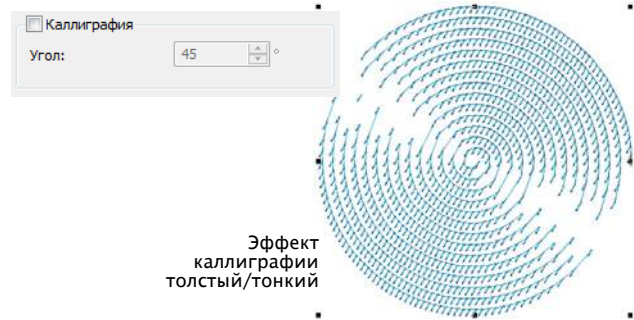 Каллиграфия
Угол:
45
°
Эффект
каллиграфии
толстый/тонкий